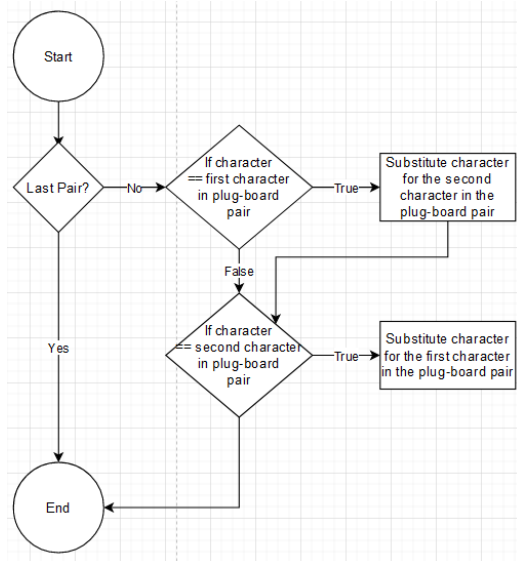 Start
Last Pair?
No
If character
== first character
in plug-board
pair
True
Substitute character
for the second
character in the
plug-board pair
False
If character
== second character
in plug-board
pair
True
Substitute character
for the first character
in the plug-board pair
Yes
End